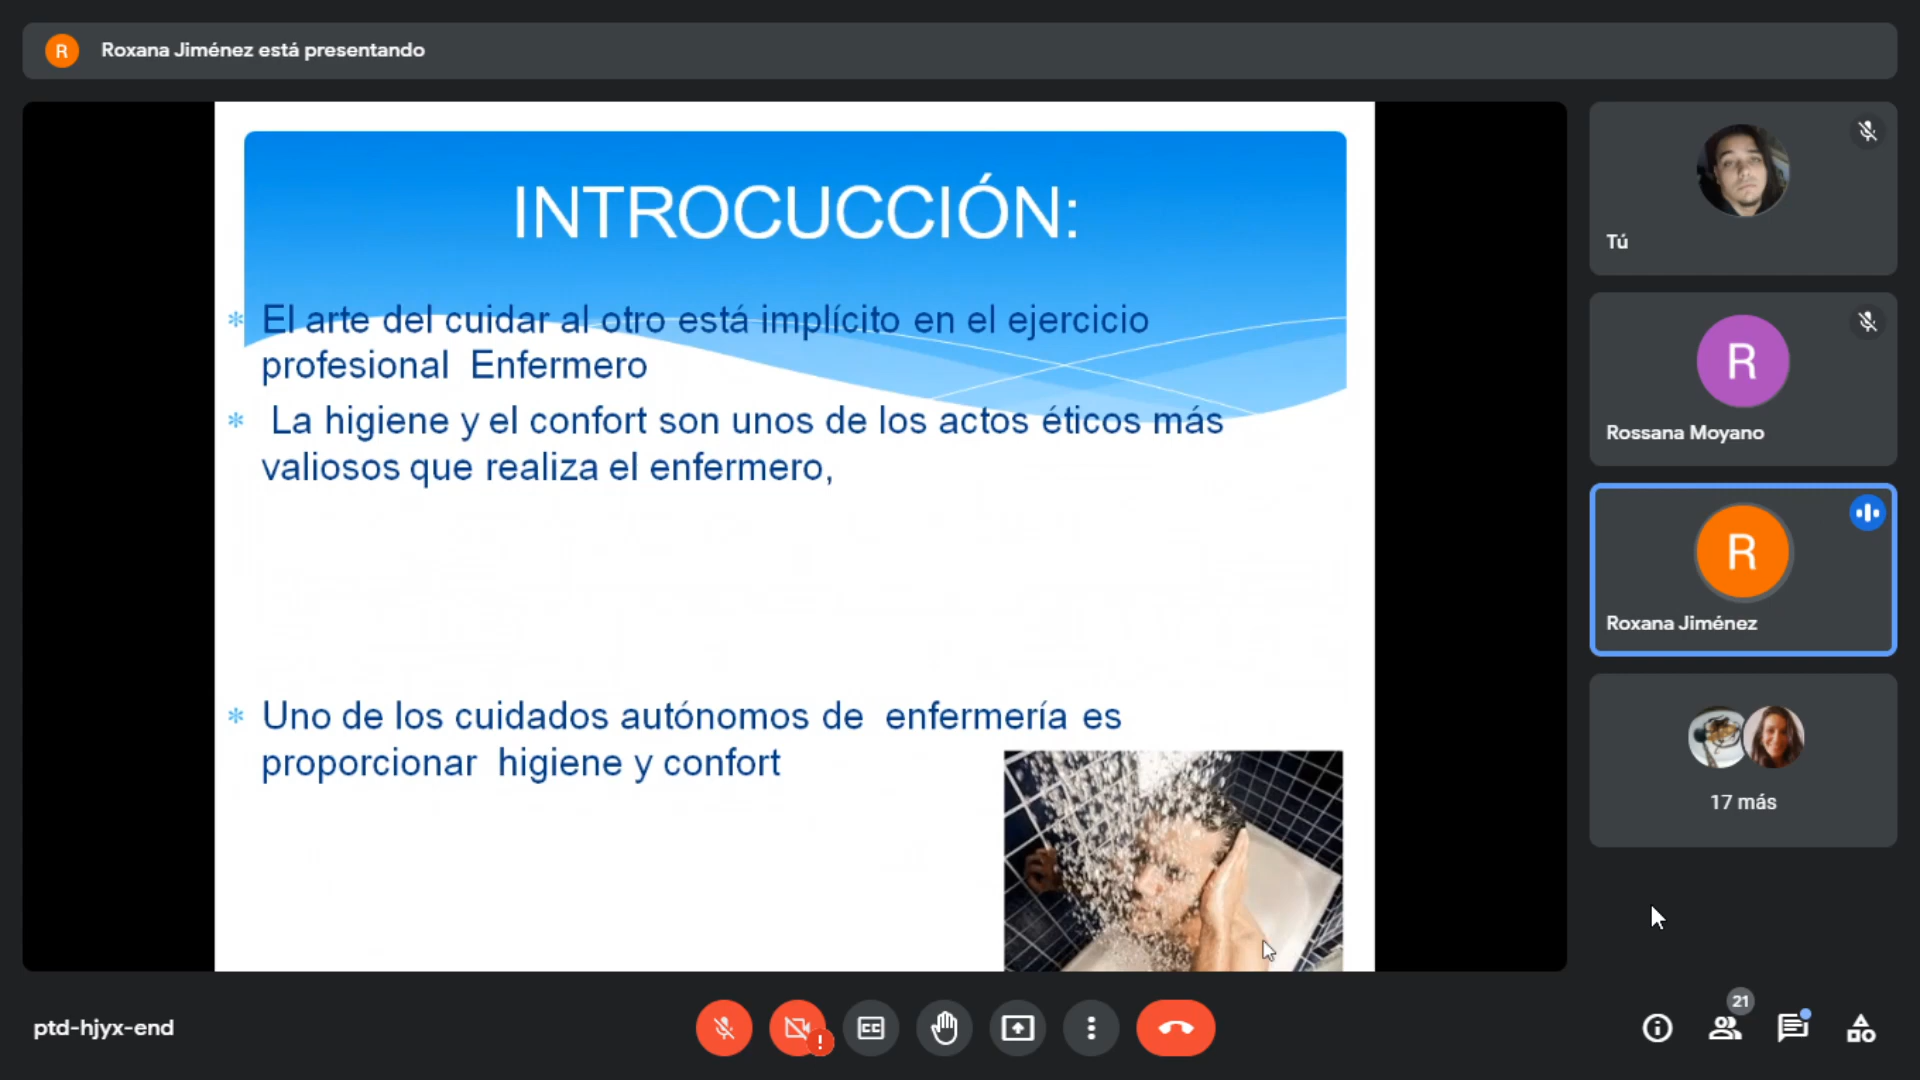 R Roxana Jiménez está presentando
INTROCUCCIÓN:
* El arte del cuidar al otro está implícito en el ejercicio
profesional Enfermero
* La higiene y el confort son unos de los actos éticos más
valiosos que realiza el enfermero,
* Uno de los cuidados autónomos de enfermería es
proporcionar higiene y confort
Tú
R
Rossana Moyano
R
Roxana Jiménez
17 más
ptd-hjyx-end
!
CC
21